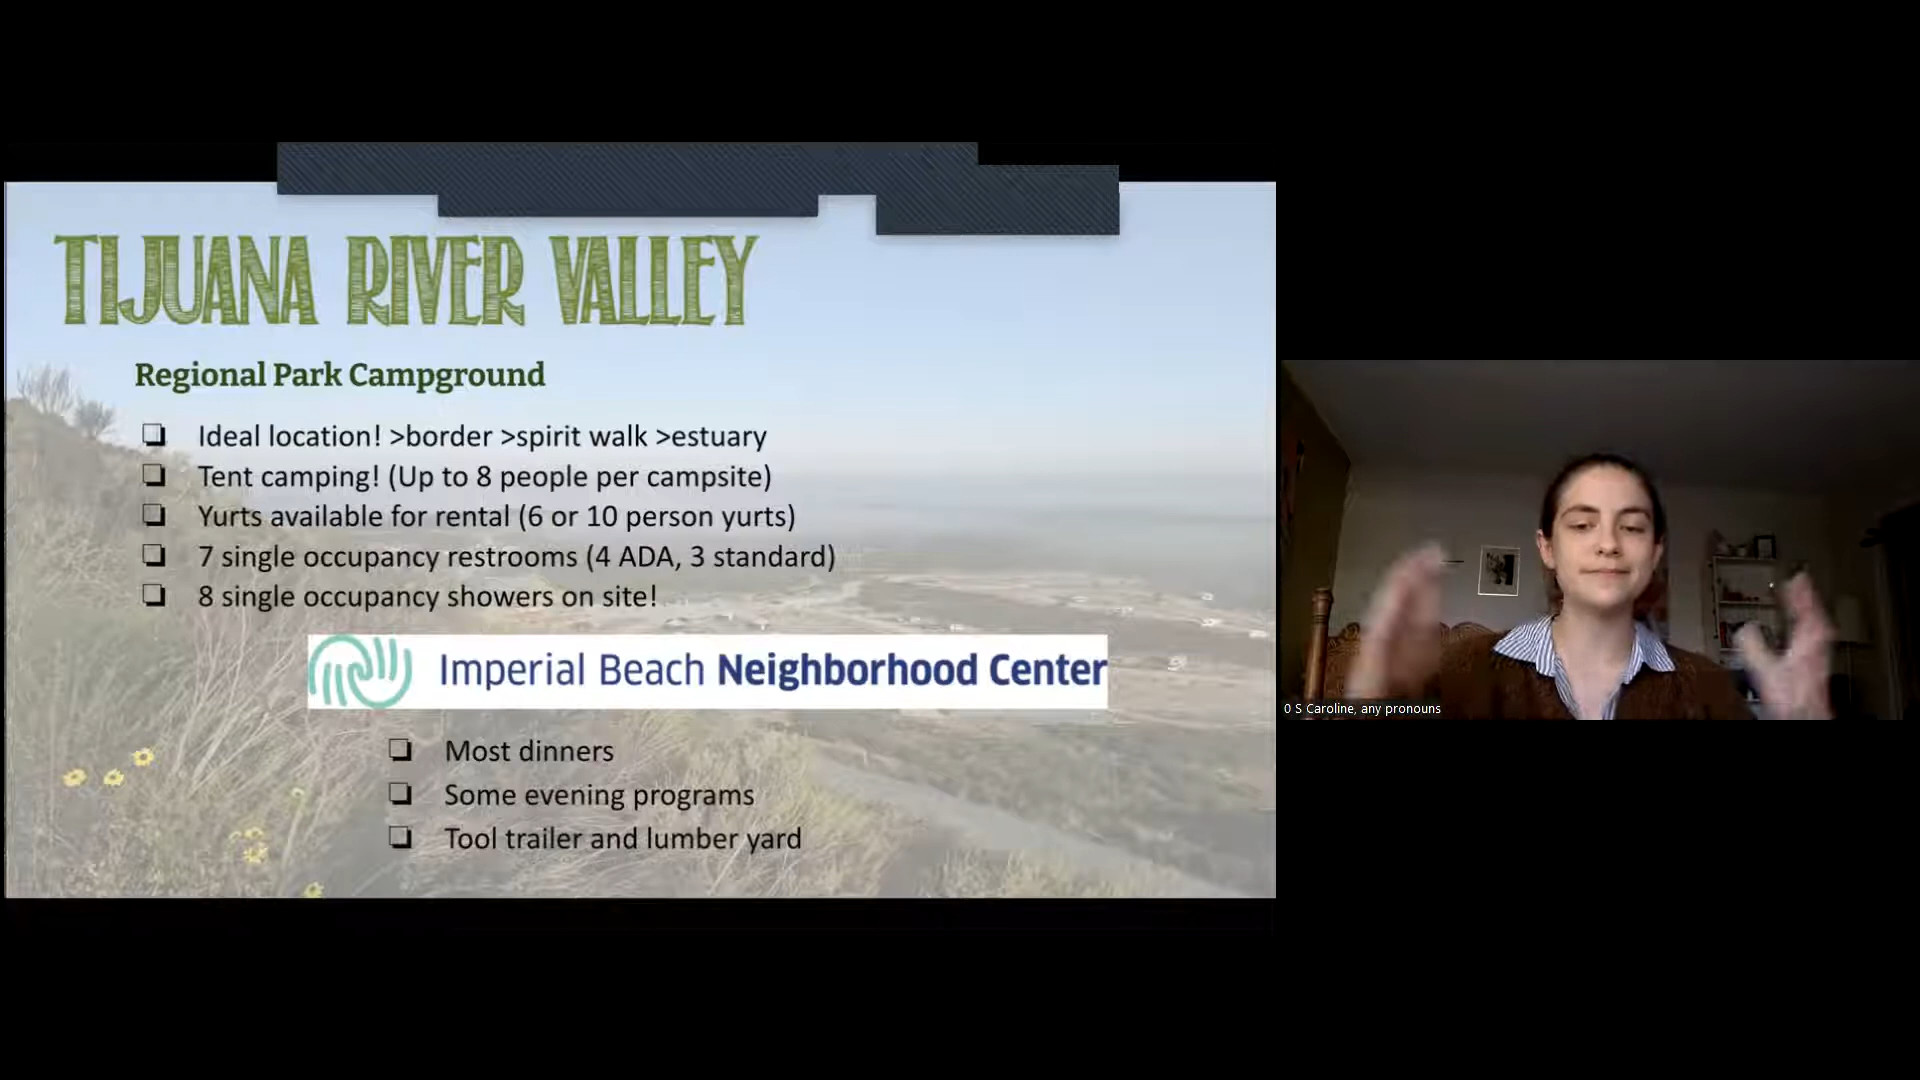 TIJUANA RIVER VALLEY
Regional Park Campground
Ideal location! >border >spirit walk >estuary
Tent camping! (Up to 8 people per campsite)
Yurts available for rental (6 or 10 person yurts)
7 single occupancy restrooms (4 ADA, 3 standard)
8 single occupancy showers on site!
Imperial Beach Neighborhood Center
Most dinners
Some evening programs
Tool trailer and lumber yard
0 S Caroline, any pronouns